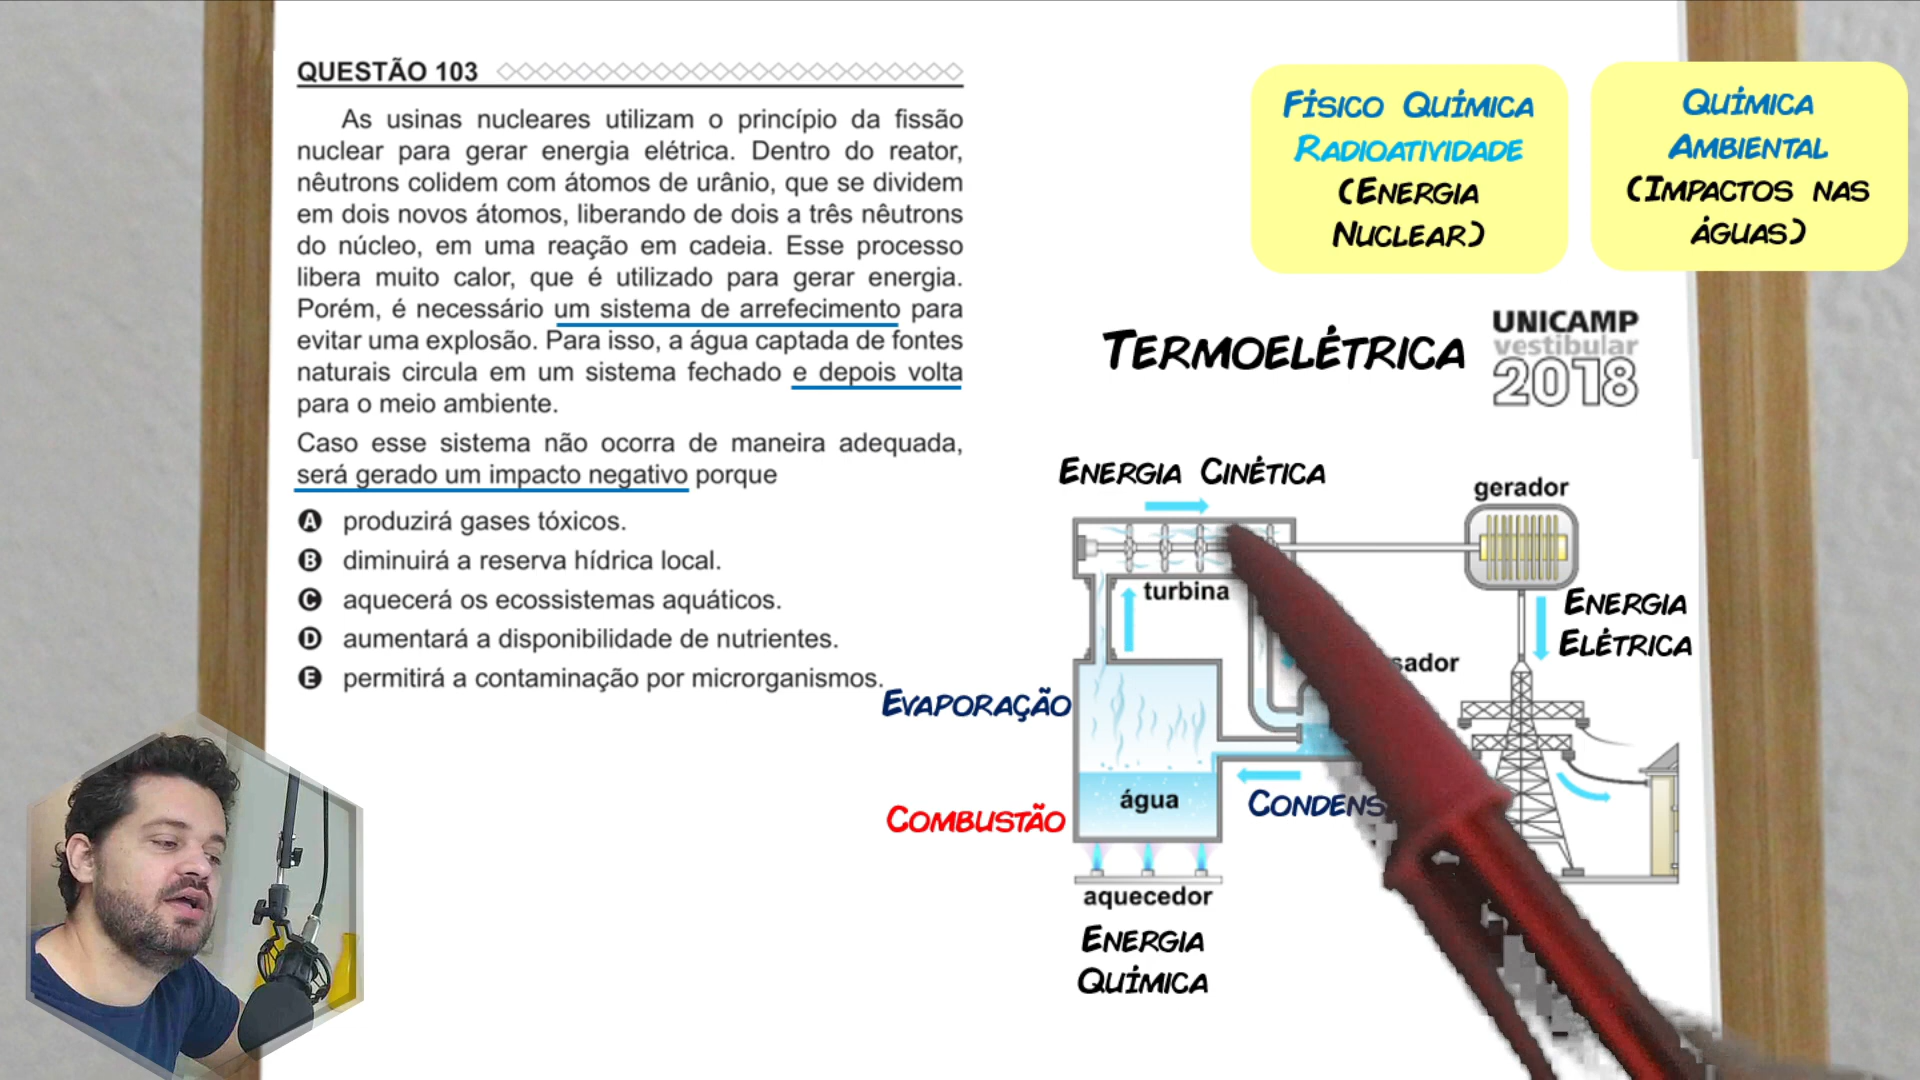 QUESTÃO 103
As usinas nucleares utilizam o princípio da fissão
nuclear para gerar energia elétrica. Dentro do reator,
nêutrons colidem com átomos de urânio, que se dividem
em dois novos átomos, liberando de dois a três nêutrons
do núcleo, em uma reação em cadeia. Esse processo
libera muito calor, que é utilizado para gerar energia.
Porém, é necessário um sistema de arrefecimento para
evitar uma explosão. Para isso, a água captada de fontes
naturais circula em um sistema fechado e depois volta
para o meio ambiente.
Caso esse sistema não ocorra de maneira adequada,
será gerado um impacto negativo porque
A produzirá gases tóxicos.
B diminuirá a reserva hídrica local.
C aquecerá os ecossistemas aquáticos.
D aumentará a disponibilidade de nutrientes.
E permitirá a contaminação por microrganismos.
FÍSICO QUÍMICA
RADIOATIVIDADE
(ENERGIA
NUCLEAR)
QUÍMICA
AMBIENTAL
(IMPACTOS NAS
ÁGUAS)
TERMOELÉTRICA
UNICAMP
vestibular
2018
ENERGIA CINÉTICA
gerador
turbina
ENERGIA
ELÉTRICA
sador
EVAPORAÇÃO
água
CONDENS
COMBUSTÃO
aquecedor
ENERGIA
QUÍMICA